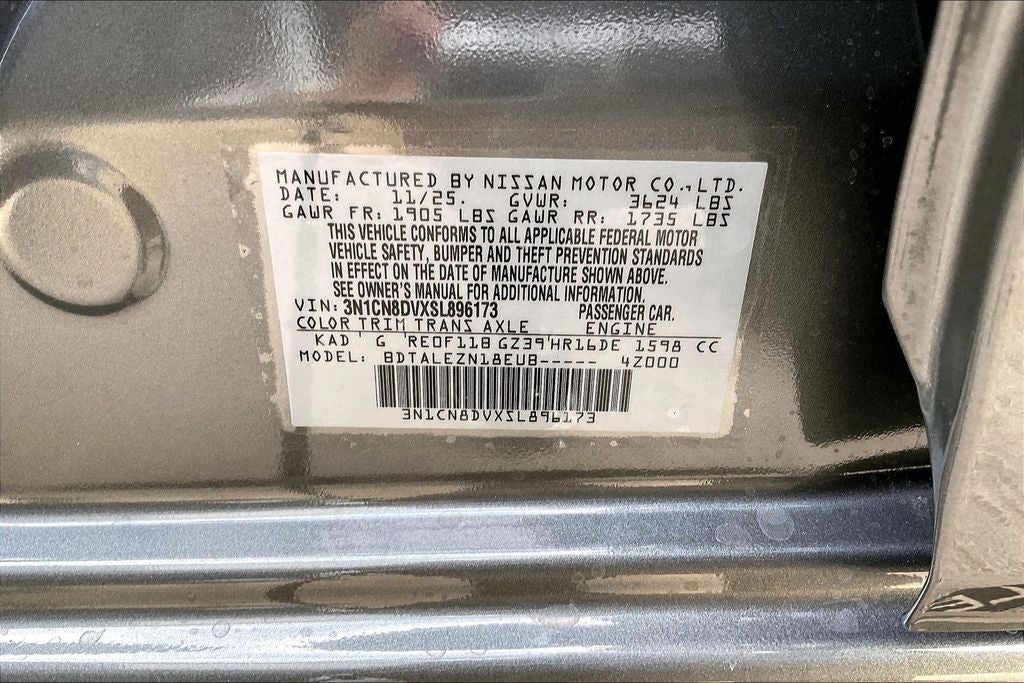 MANUFACTURED BY NISSAN MOTOR CO., LTD.
DATE: 11/25. GVWR: 3624 LBS
GAWR FR: 1905 LBS GAWR RR: 1735 LBS
THIS VEHICLE CONFORMS TO ALL APPLICABLE FEDERAL MOTOR
VEHICLE SAFETY, BUMPER AND THEFT PREVENTION STANDARDS
IN EFFECT ON THE DATE OF MANUFACTURE SHOWN ABOVE.
SEE OWNER'S MANUAL FOR ADDITIONAL INFORMATION.
VIN: 3N1CN8DVXSL896173 PASSENGER CAR.
COLOR TRIM TRANS AXLE ENGINE
KAD G RE0F11B GZ39 HR16DE 1598 CC
MODEL: BDTALEZN18EUB----- 4Z000
3N1CN8DVXSL896173